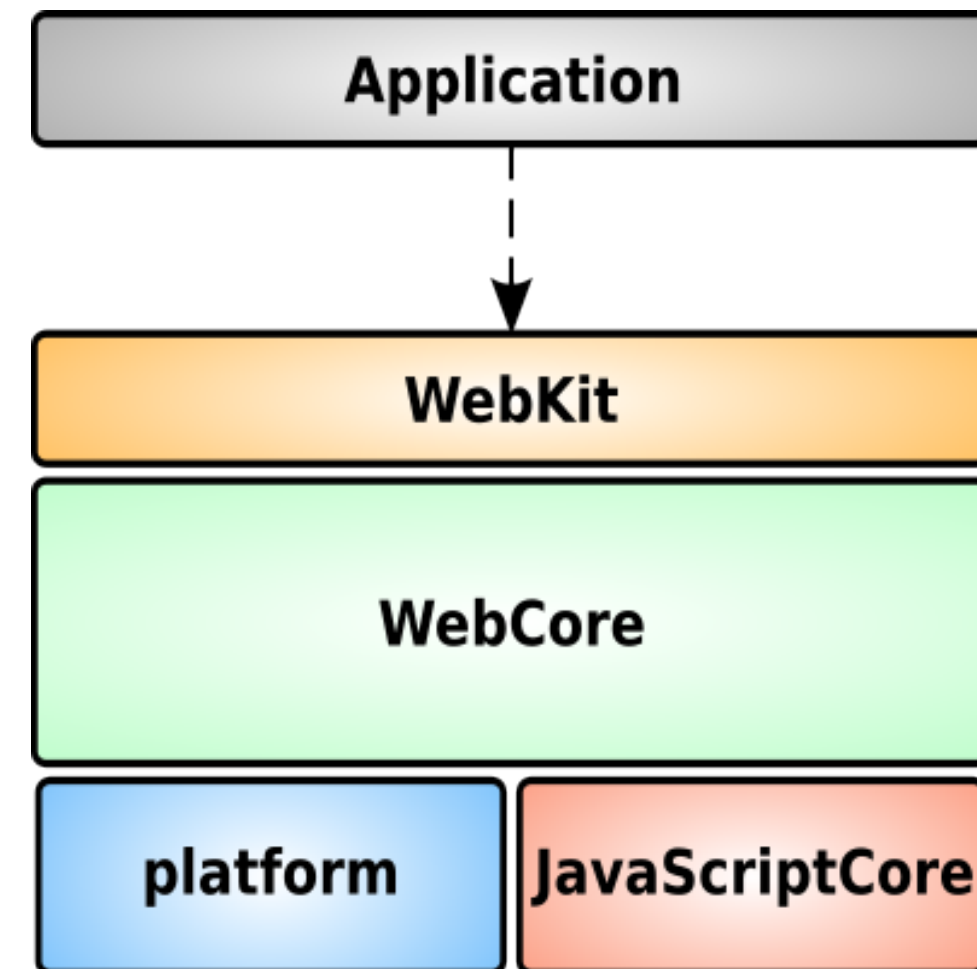 Application
WebKit
WebCore
platform
JavaScriptCore